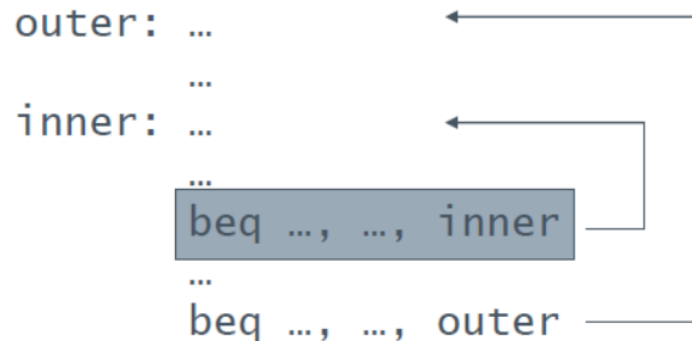 outer: …
…
inner: …
…
beq …, …, inner
…
beq …, …, outer